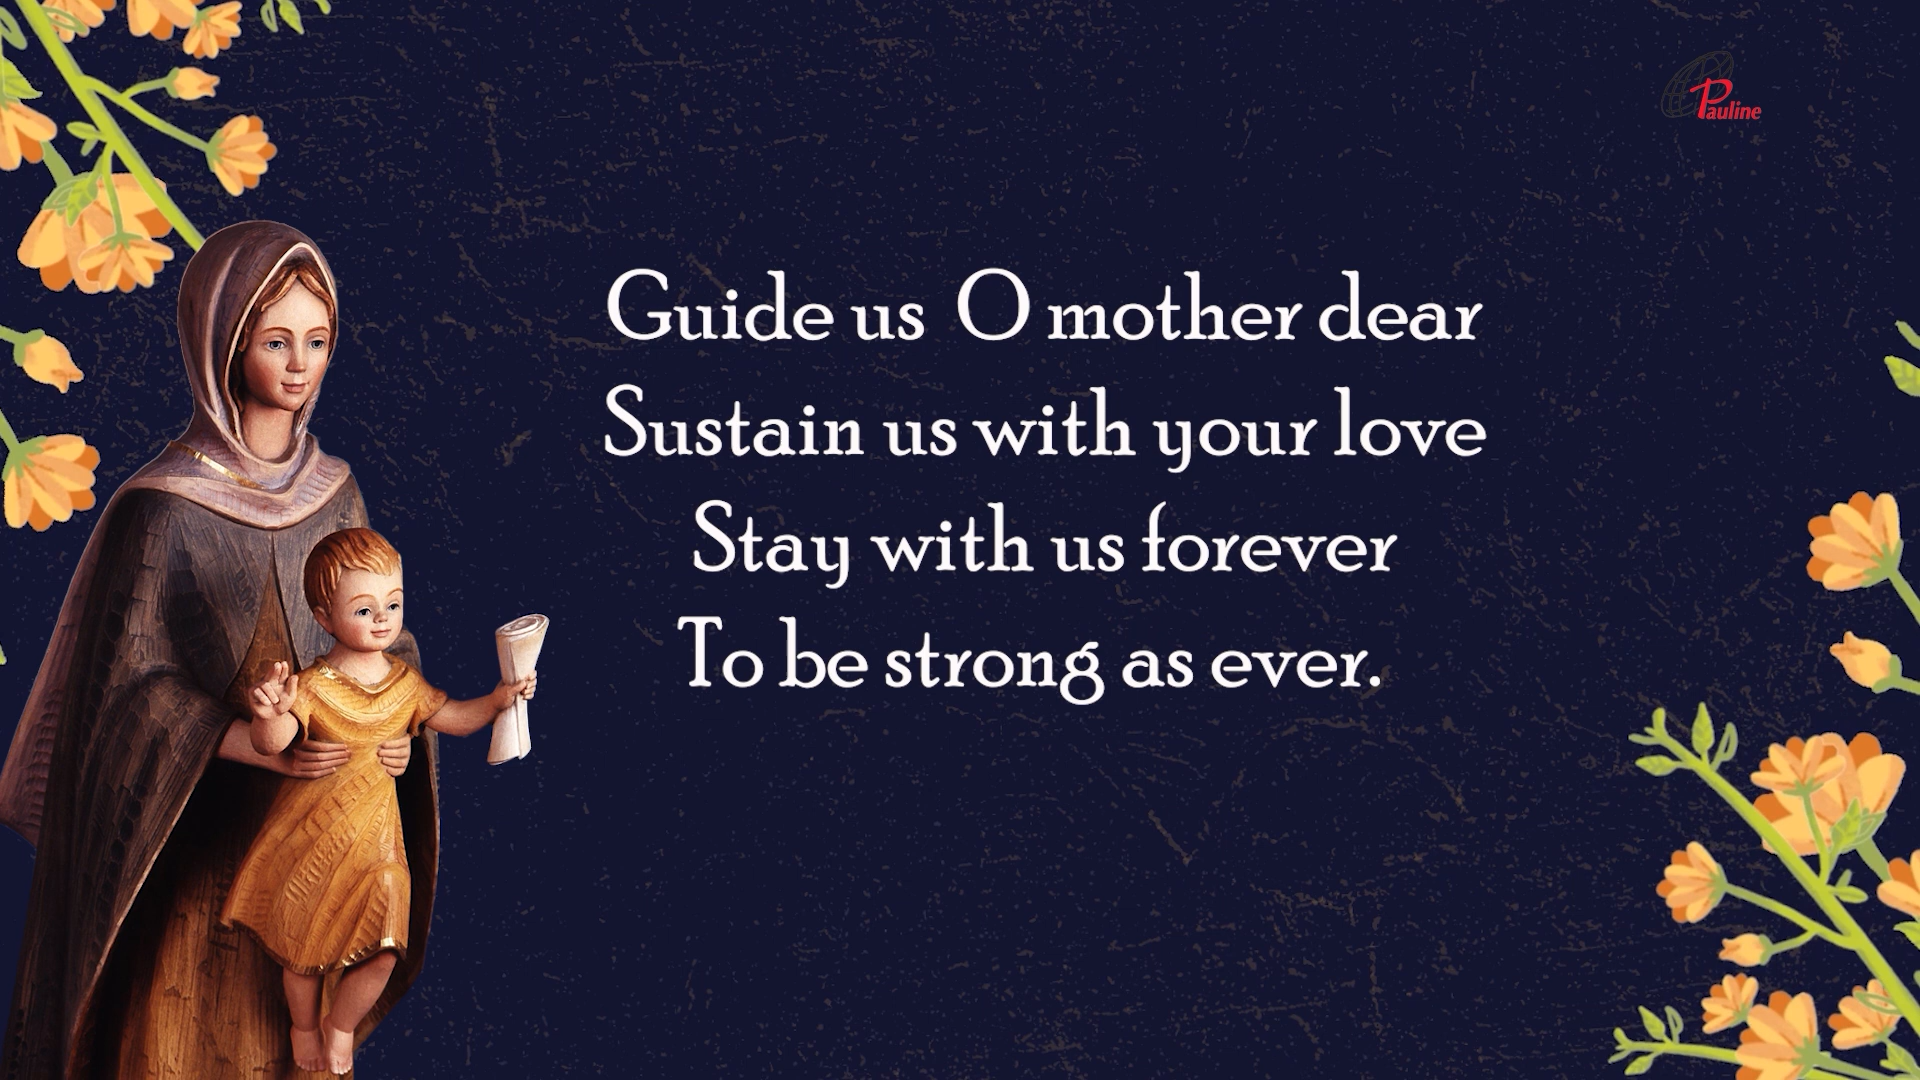 Pauline
Guide us O mother dear
Sustain us with your love
Stay with us forever
To be strong as ever.